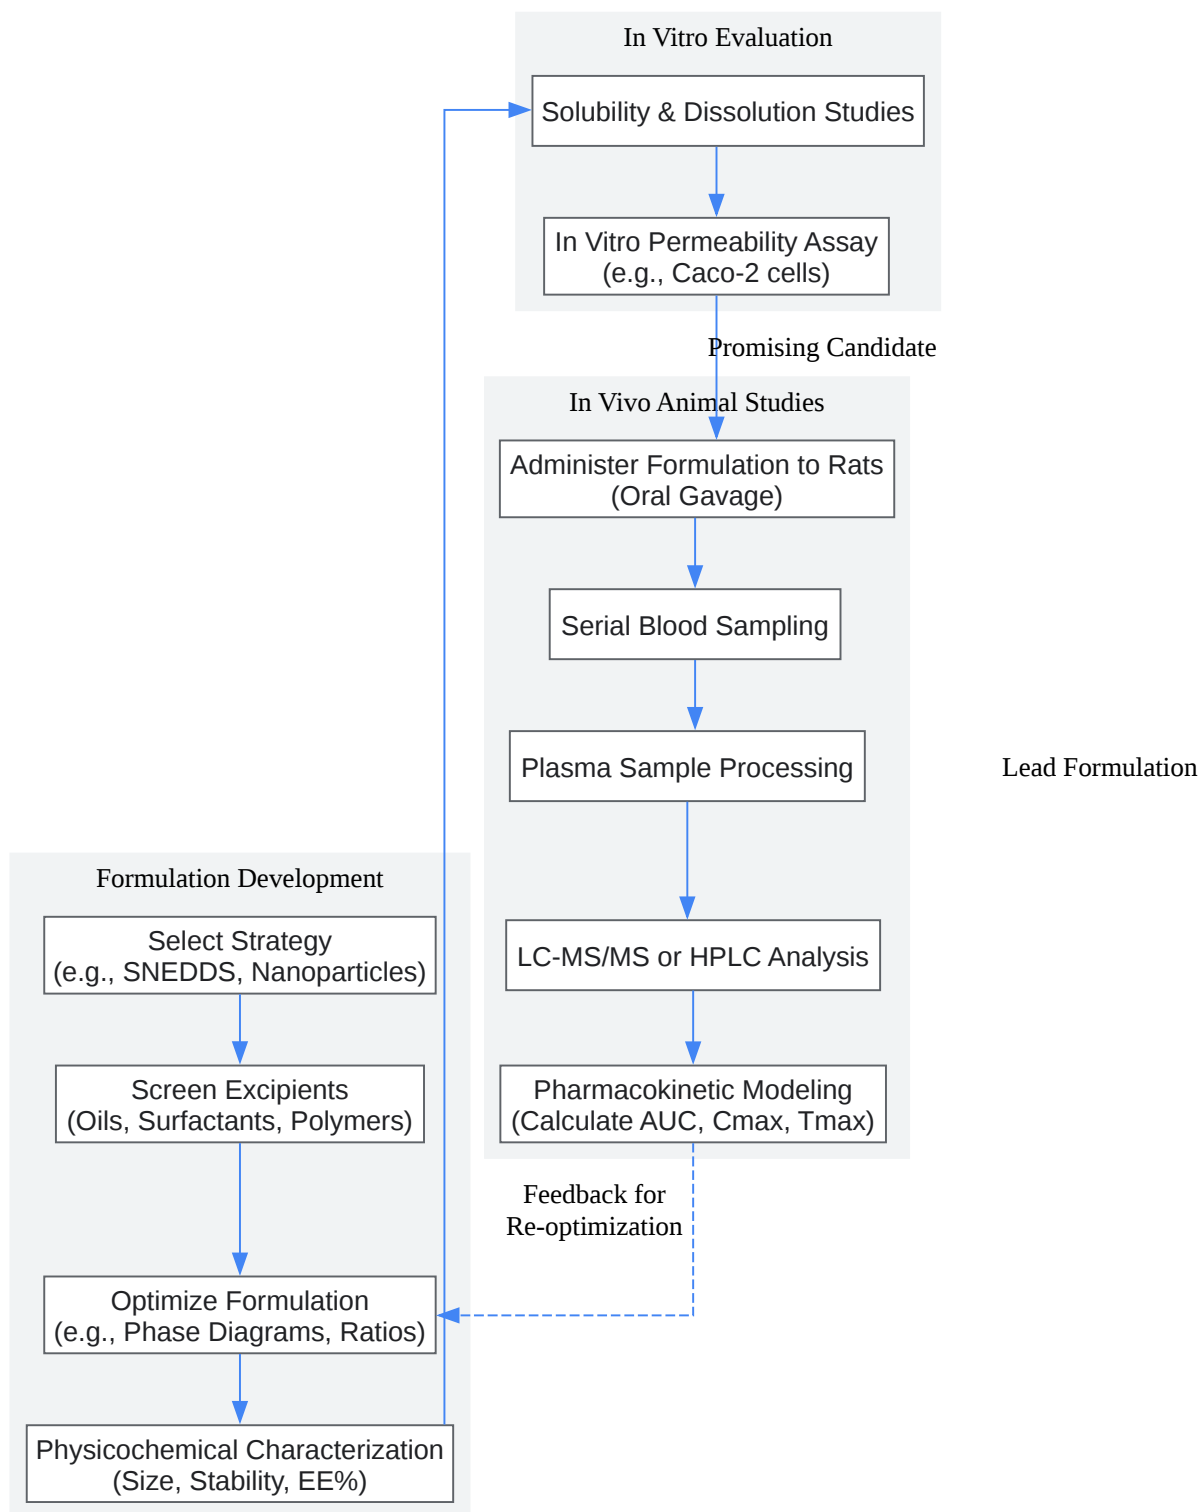 In Vitro Evaluation
Solubility & Dissolution Studies
In Vitro Permeability Assay
(e.g., Caco-2 cells)
Promising Candidate
In Vivo Animal Studies
Administer Formulation to Rats
(Oral Gavage)
Serial Blood Sampling
Plasma Sample Processing
Lead Formulation
LC-MS/MS or HPLC Analysis
Pharmacokinetic Modeling
(Calculate AUC, Cmax, Tmax)
Feedback for
Re-optimization
Formulation Development
Select Strategy
(e.g., SNEDDS, Nanoparticles)
Screen Excipients
(Oils, Surfactants, Polymers)
Optimize Formulation
(e.g., Phase Diagrams, Ratios)
Physicochemical Characterization
(Size, Stability, EE%)